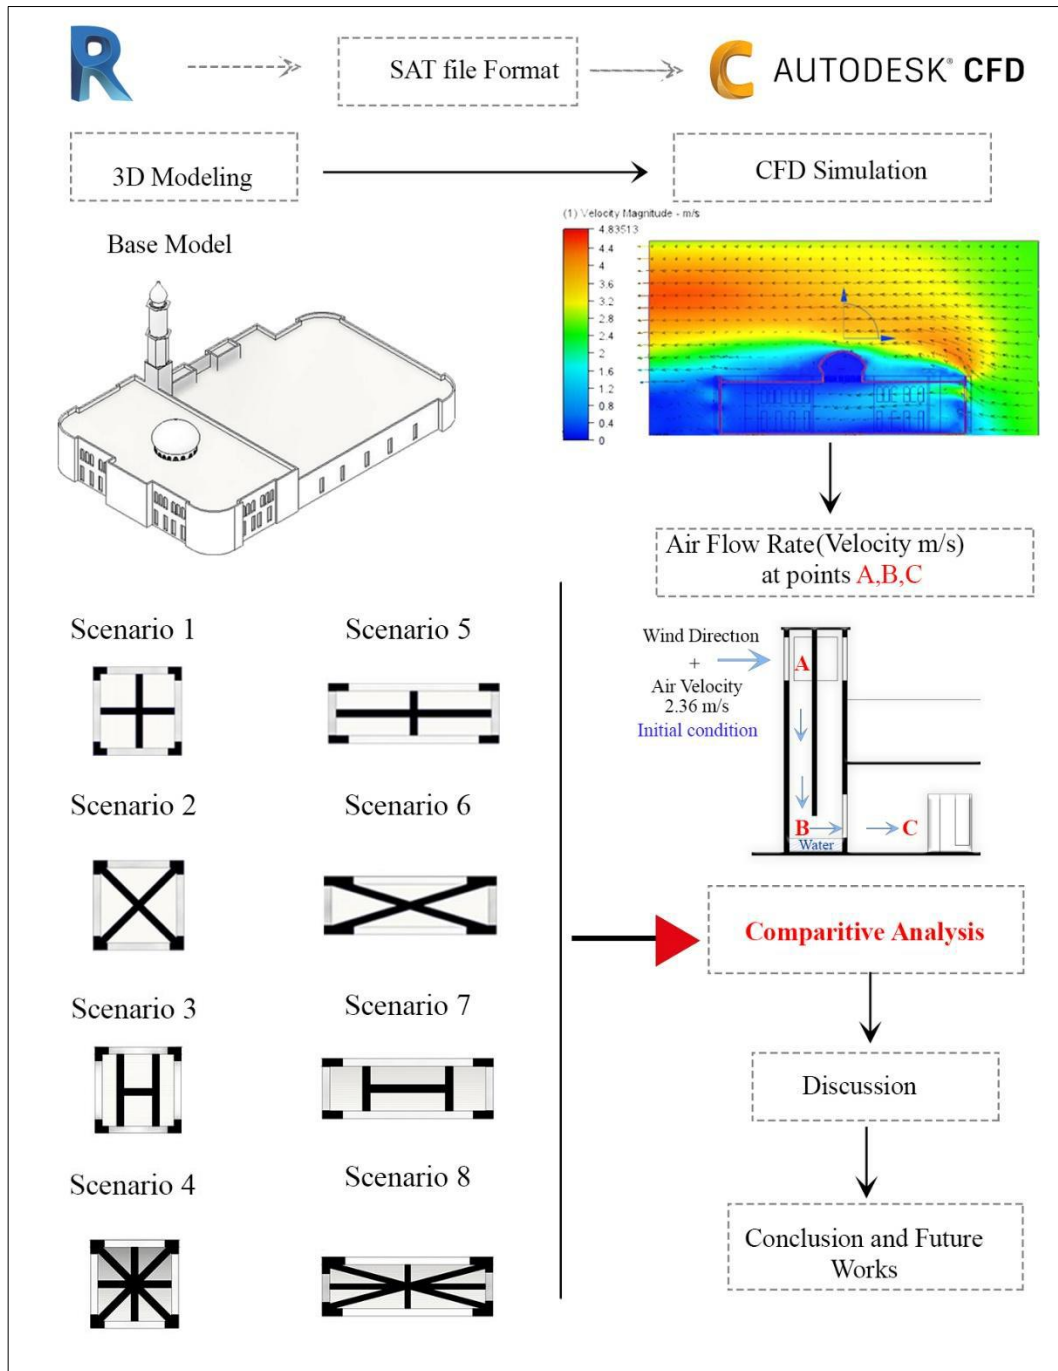 SAT file Format
AUTODESK® CFD
3D Modeling
CFD Simulation
Base Model
(1) Velocity Magnitude - m/s
4.83513
4.4
4
3.6
3.2
2.8
2.4
2
1.6
1.2
0.8
0.4
0
Air Flow Rate(Velocity m/s)
at points A,B,C
Scenario 1
Scenario 5
Scenario 2
Scenario 6
Scenario 3
Scenario 7
Scenario 4
Scenario 8
Wind Direction
+
Air Velocity
2.36 m/s
Initial condition
A
B
C
Water
Comparitive Analysis
Discussion
Conclusion and Future
Works